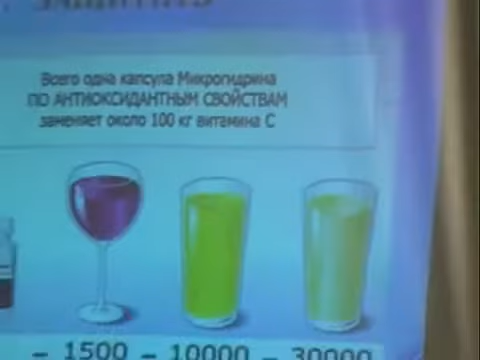 Всего одна капсула Микрогидрина
ПО АНТИОКСИДАНТНЫМ СВОЙСТВАМ
заменяет около 100 кг витамина С
– 1500 – 10000 – 30000